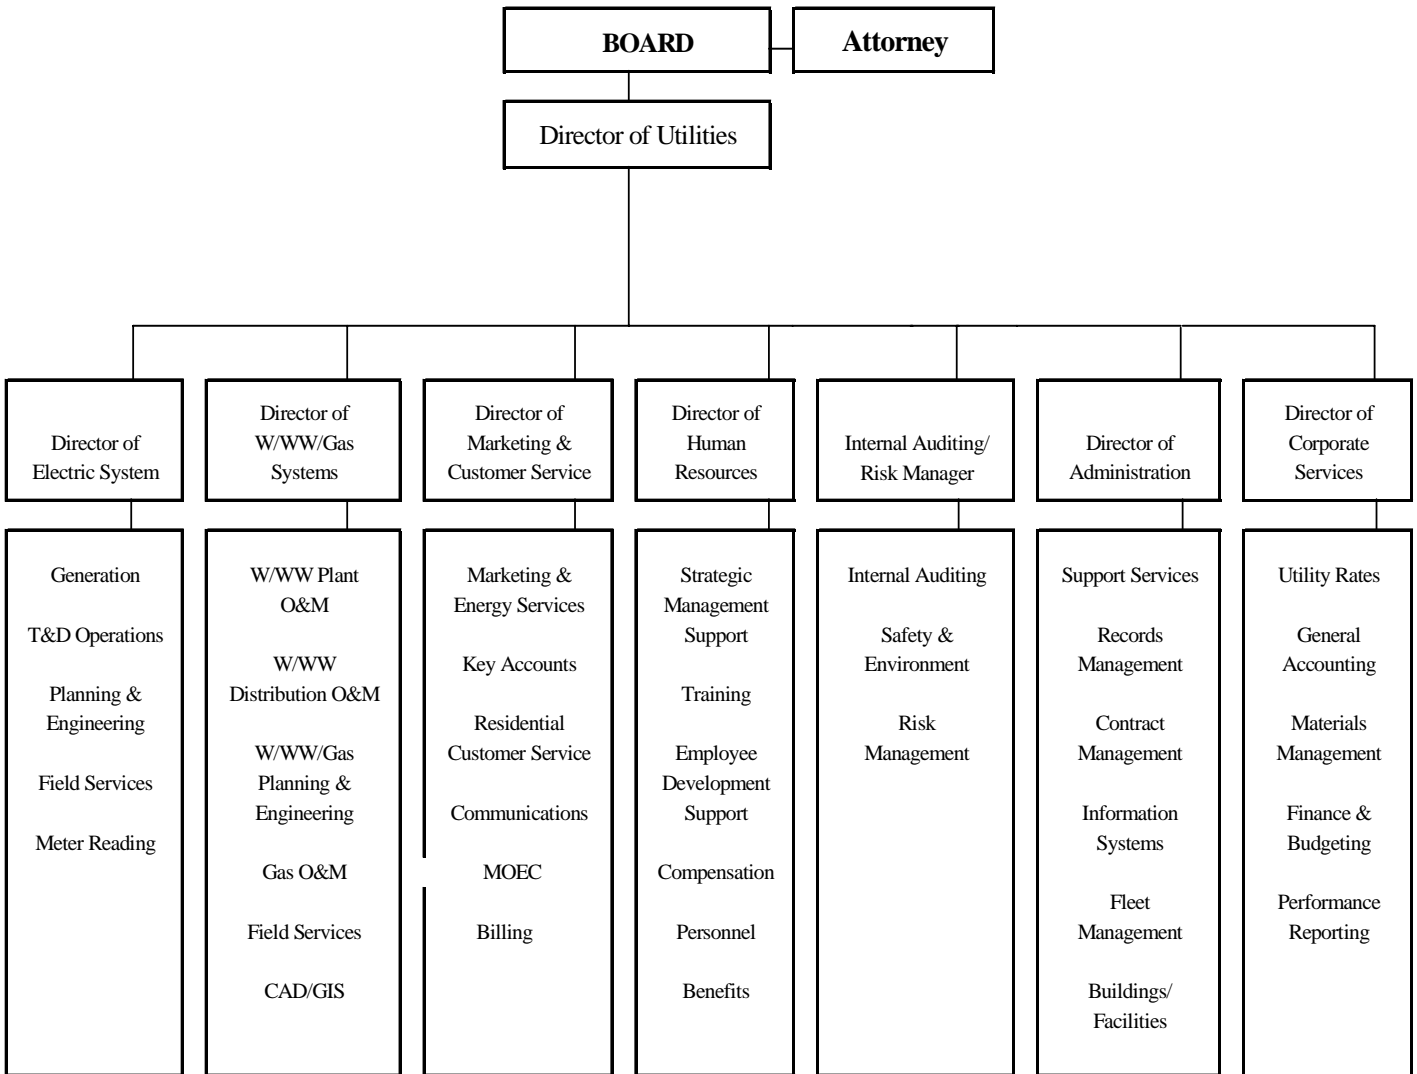 BOARD
Attorney
Director of Utilities
Director of
Electric System
Director of
W/WW/Gas
Systems
Director of
Marketing &
Customer Service
Director of
Human
Resources
Internal Auditing/
Risk Manager
Director of
Administration
Director of
Corporate
Services
Generation
T&D Operations
Planning &
Engineering
Field Services
Meter Reading
W/WW Plant
O&M
W/WW
Distribution O&M
W/WW/Gas
Planning &
Engineering
Gas O&M
Field Services
CAD/GIS
Marketing &
Energy Services
Key Accounts
Residential
Customer Service
Communications
MOEC
Billing
Strategic
Management
Support
Training
Employee
Development
Support
Compensation
Personnel
Benefits
Internal Auditing
Safety &
Environment
Risk
Management
Support Services
Records
Management
Contract
Management
Information
Systems
Fleet
Management
Buildings/
Facilities
Utility Rates
General
Accounting
Materials
Management
Finance &
Budgeting
Performance
Reporting